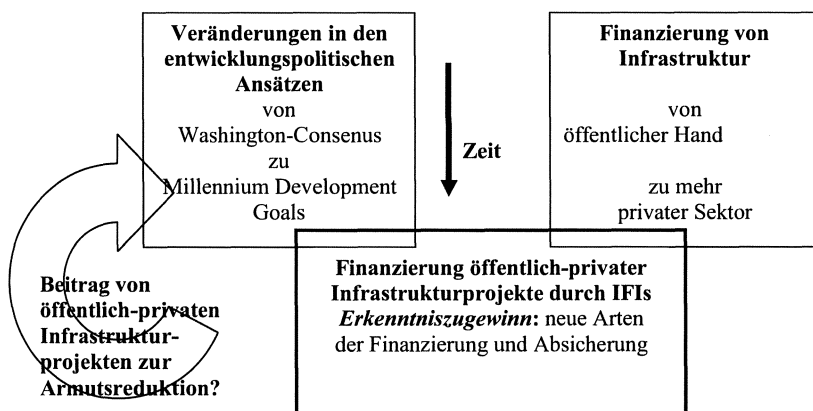 Veränderungen in den
entwicklungspolitischen
Ansätzen
von
Washington-Consenus
zu
Millennium Development
Goals
Zeit
Finanzierung von
Infrastruktur
von
öffentlicher Hand
zu mehr
privater Sektor
Beitrag von
öffentlich-privaten
Infrastruktur-
projekten zur
Armutsreduktion?
Finanzierung öffentlich-privater
Infrastrukturprojekte durch IFIs
Erkenntniszugewinn: neue Arten
der Finanzierung und Absicherung